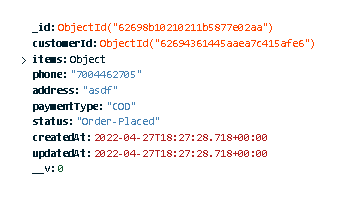 _id: ObjectId("62698b10210211b5877e02aa")
customerId: ObjectId("62694361445aaea7c415afe6")
items: Object
phone: "7004462705"
address: "asdf"
paymentType: "COD"
status: "Order-Placed"
createdAt: 2022-04-27T18:27:28.718+00:00
updatedAt: 2022-04-27T18:27:28.718+00:00
__v: 0